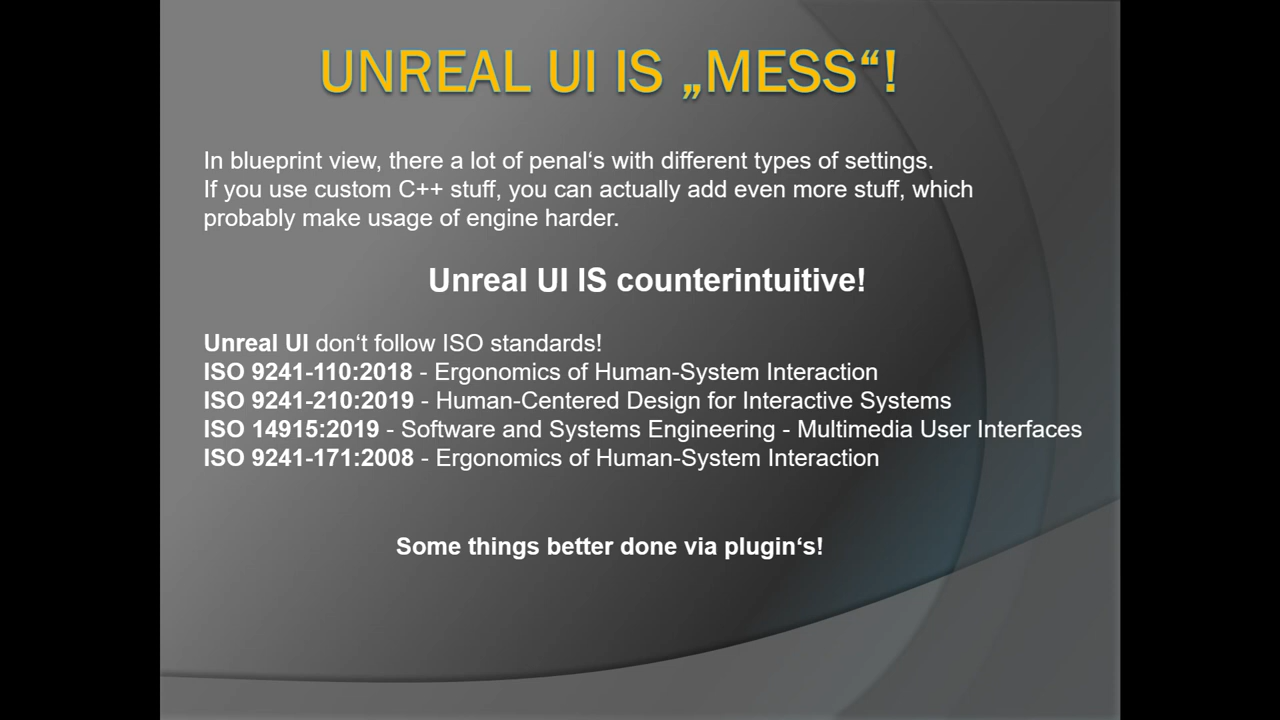 UNREAL UI IS „MESS“!
In blueprint view, there a lot of penal‘s with different types of settings.
If you use custom C++ stuff, you can actually add even more stuff, which
probably make usage of engine harder.
Unreal UI IS counterintuitive!
Unreal UI don‘t follow ISO standards!
ISO 9241-110:2018 - Ergonomics of Human-System Interaction
ISO 9241-210:2019 - Human-Centered Design for Interactive Systems
ISO 14915:2019 - Software and Systems Engineering - Multimedia User Interfaces
ISO 9241-171:2008 - Ergonomics of Human-System Interaction
Some things better done via plugin‘s!